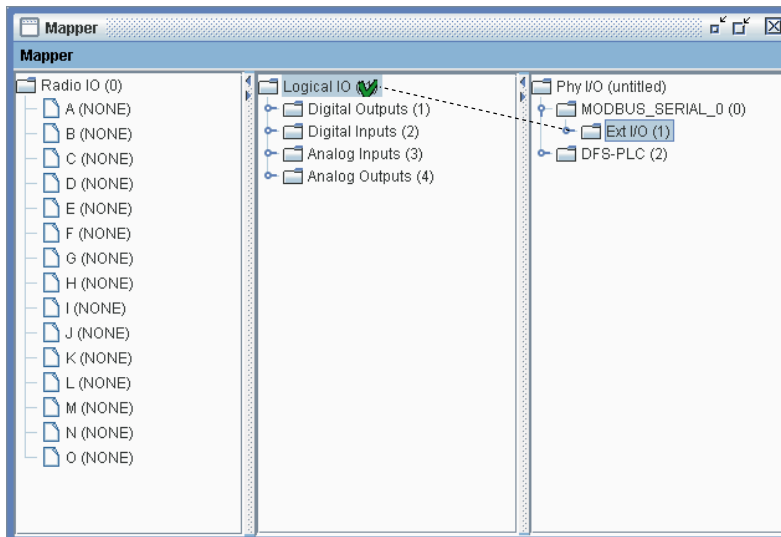 Mapper
Mapper
Radio IO (0)
A (NONE)
B (NONE)
C (NONE)
D (NONE)
E (NONE)
F (NONE)
G (NONE)
H (NONE)
I (NONE)
J (NONE)
K (NONE)
L (NONE)
M (NONE)
N (NONE)
O (NONE)
Logical IO
Digital Outputs (1)
Digital Inputs (2)
Analog Inputs (3)
Analog Outputs (4)
Phy I/O (untitled)
MODBUS_SERIAL_0 (0)
Ext I/O (1)
DFS-PLC (2)